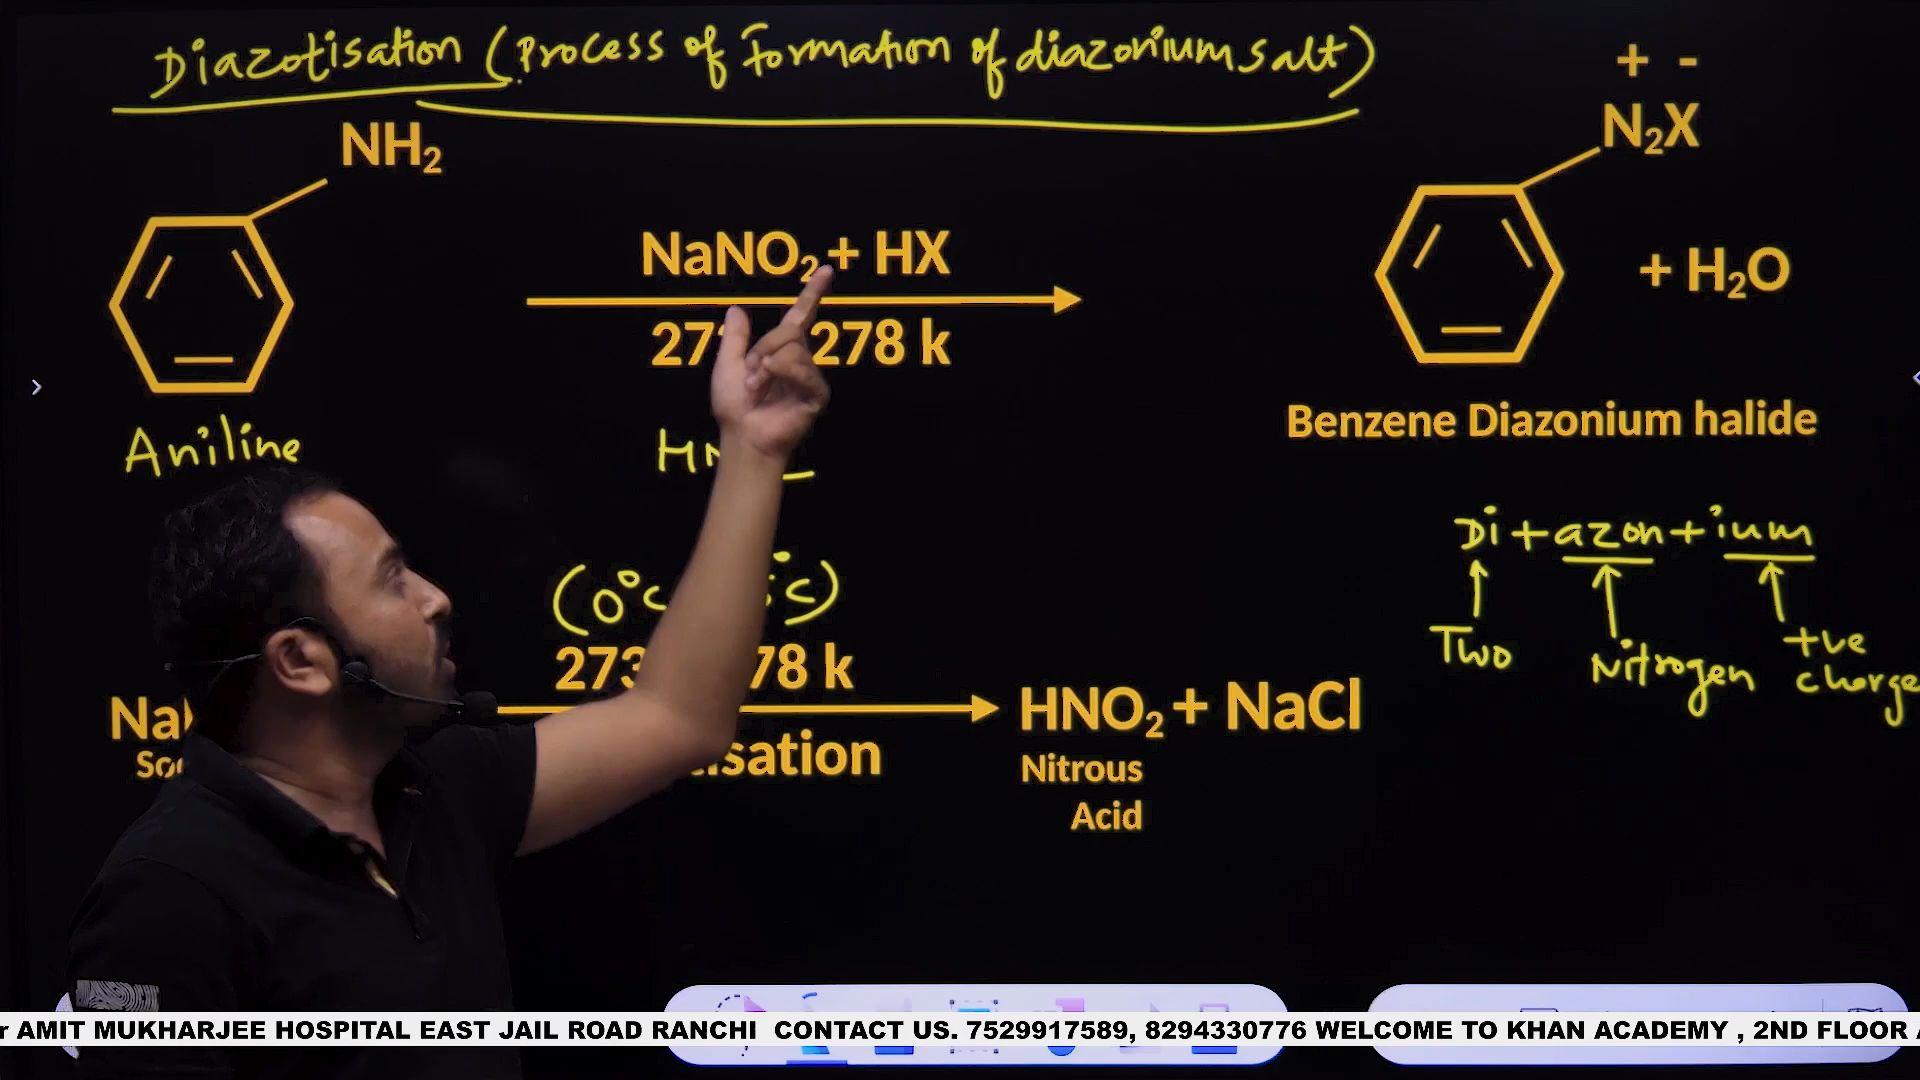 Diazotisation (Process of formation of diazonium salt)
+ -
NH₂
N₂X
NaNO₂ + HX
278 k
+ H₂O
Aniline
Benzene Diazonium halide
Di + azon + ium
Two
Nitrogen
+ve
charge
(0°C
°C)
273
78 k
HNO₂ + NaCl
Nitrous
Acid
AMIT MUKHARJEE HOSPITAL EAST JAIL ROAD RANCHI CONTACT US. 7529917589, 8294330776 WELCOME TO KHAN ACADEMY , 2ND FLOOR